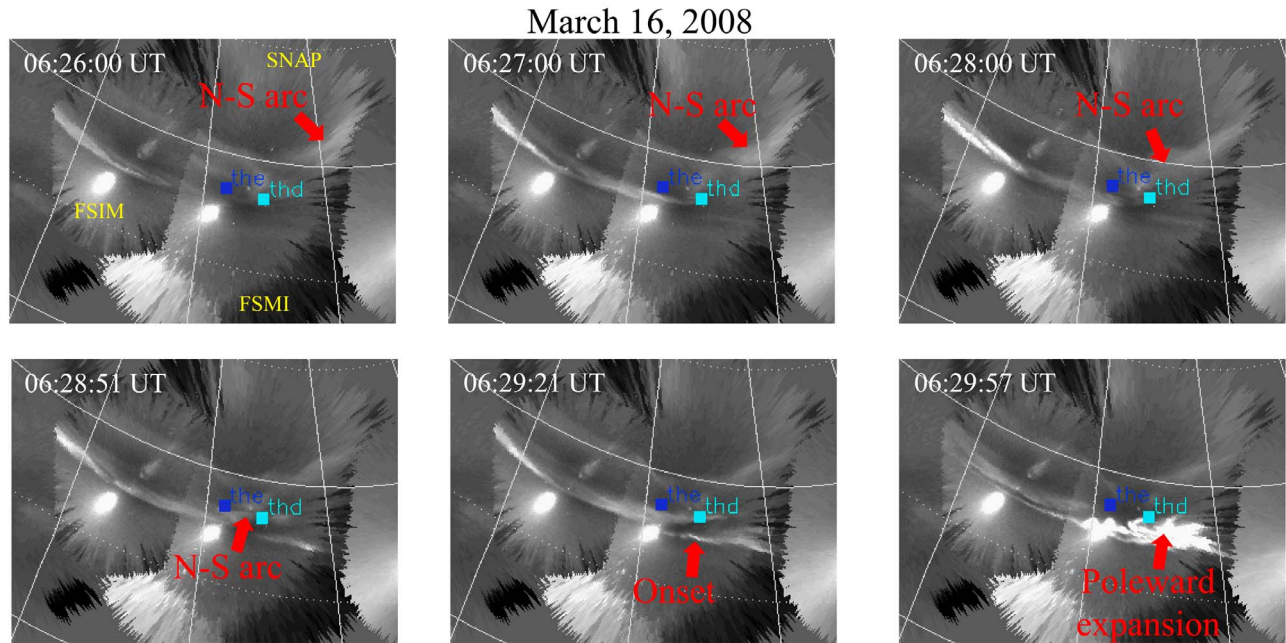 March 16, 2008
06:26:00 UT
SNAP
N-S arc
the
thd
FSIM
FSMI
06:27:00 UT
N-S arc
the
thd
06:28:00 UT
N-S arc
the
thd
06:28:51 UT
the
thd
N-S arc
06:29:21 UT
the
thd
Onset
06:29:57 UT
the
thd
Poleward
expansion